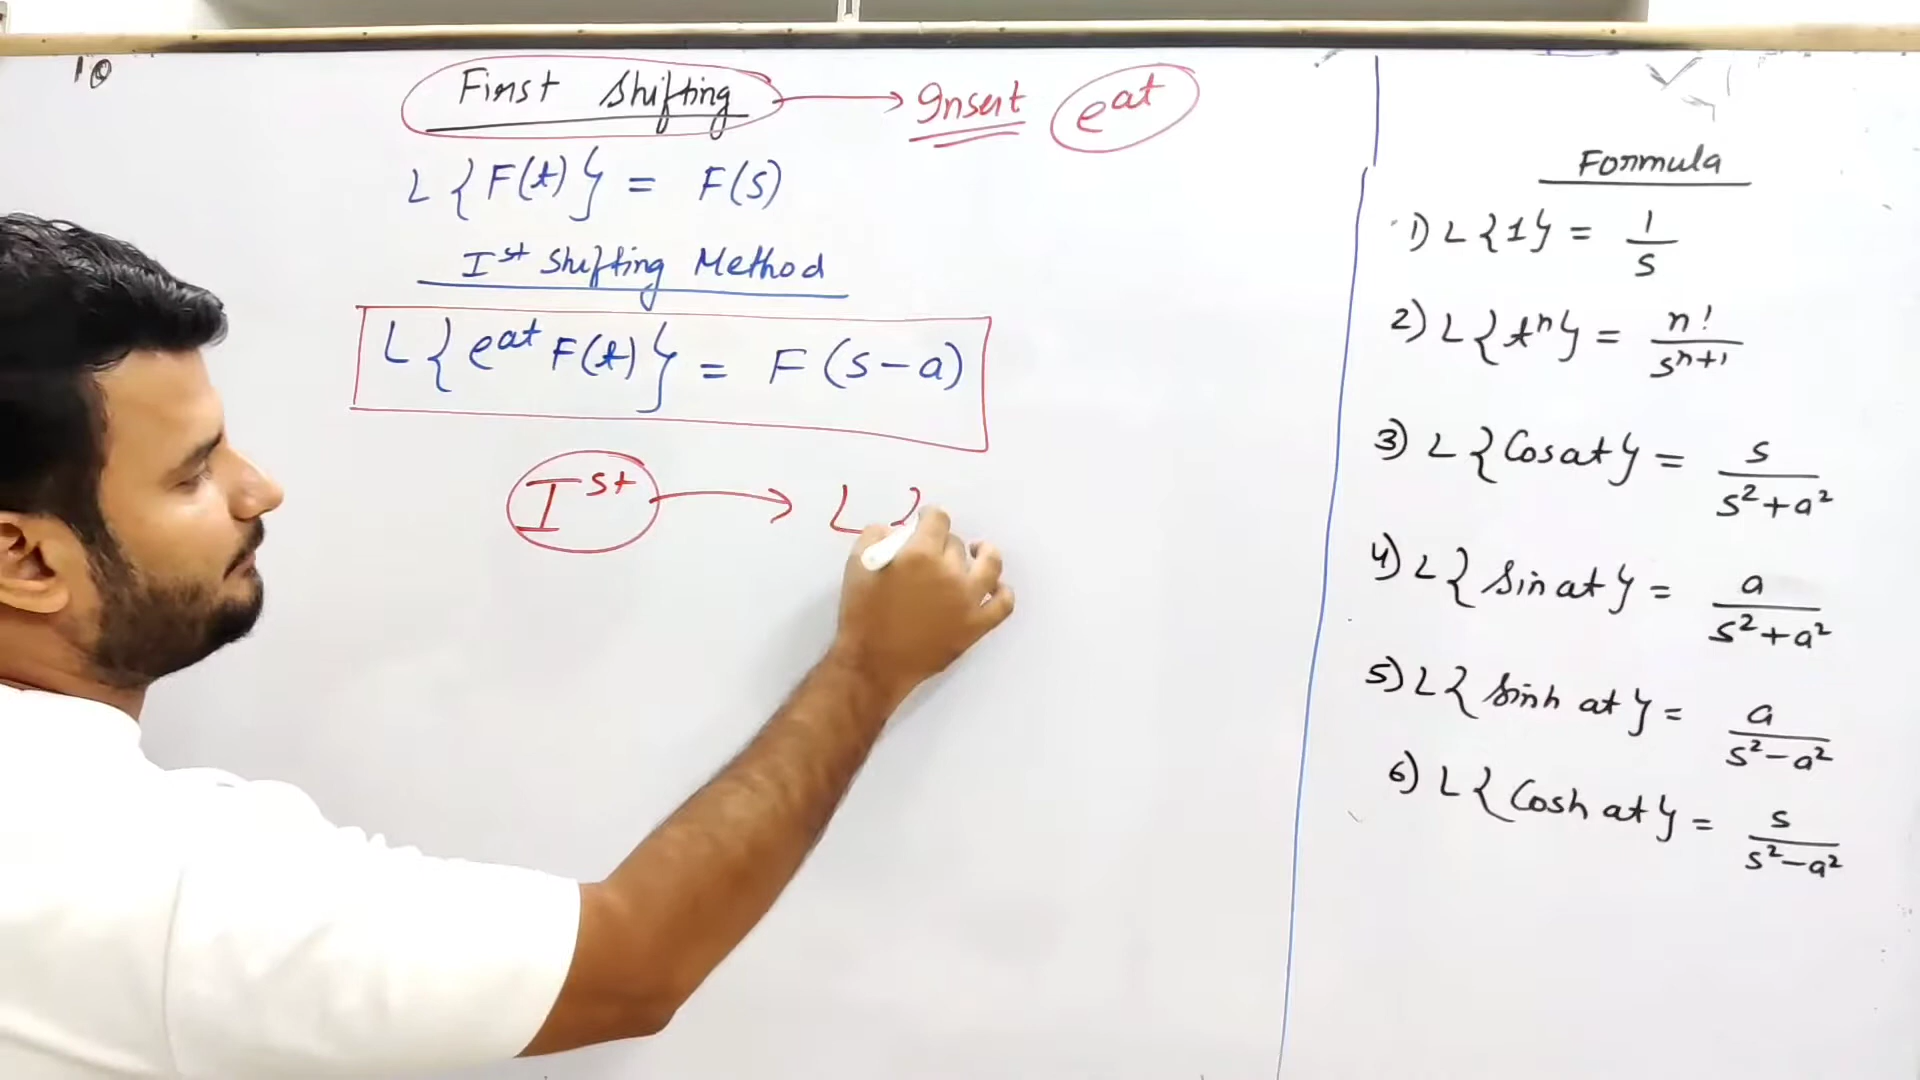 10
First Shifting → Insert e^at
L{F(t)} = F(s)
I^st Shifting Method
L{e^at F(t)} = F(s-a)
I^st → L{
Formula
1) L{1} = 1/s
2) L{t^n} = n!/s^n+1
3) L{Cos at} = s/s²+a²
4) L{Sin at} = a/s²+a²
5) L{Sinh at} = a/s²-a²
6) L{Cosh at} = s/s²-a²